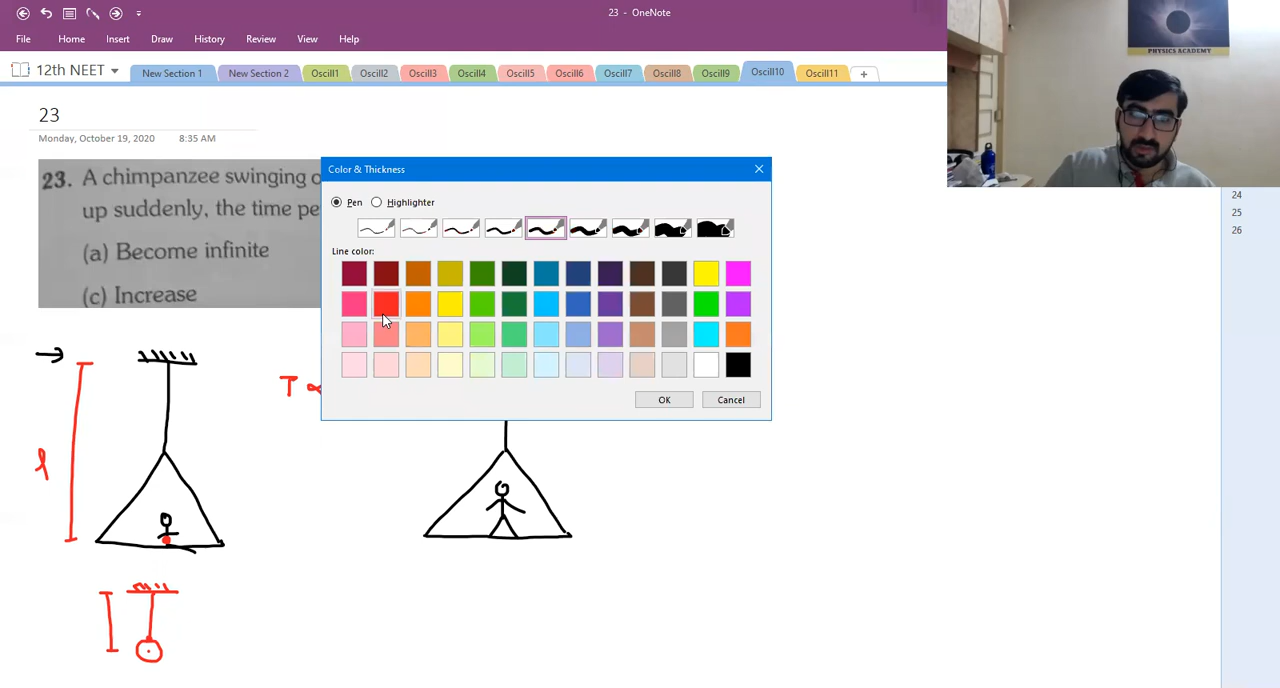 23 - OneNote
File Home Insert Draw History Review View Help
12th NEET New Section 1 New Section 2 Oscill1 Oscill2 Oscill3 Oscill4 Oscill5 Oscill6 Oscill7 Oscill8 Oscill9 Oscill10 Oscill11 +
PHYSICS ACADEMY
23
Monday, October 19, 2020 8:35 AM
23. A chimpanzee swinging
up suddenly, the time
(a) Become infinite
(c) Increase
Color & Thickness
Pen Highlighter
Line color:
OK Cancel
24
25
26
T ∝
l